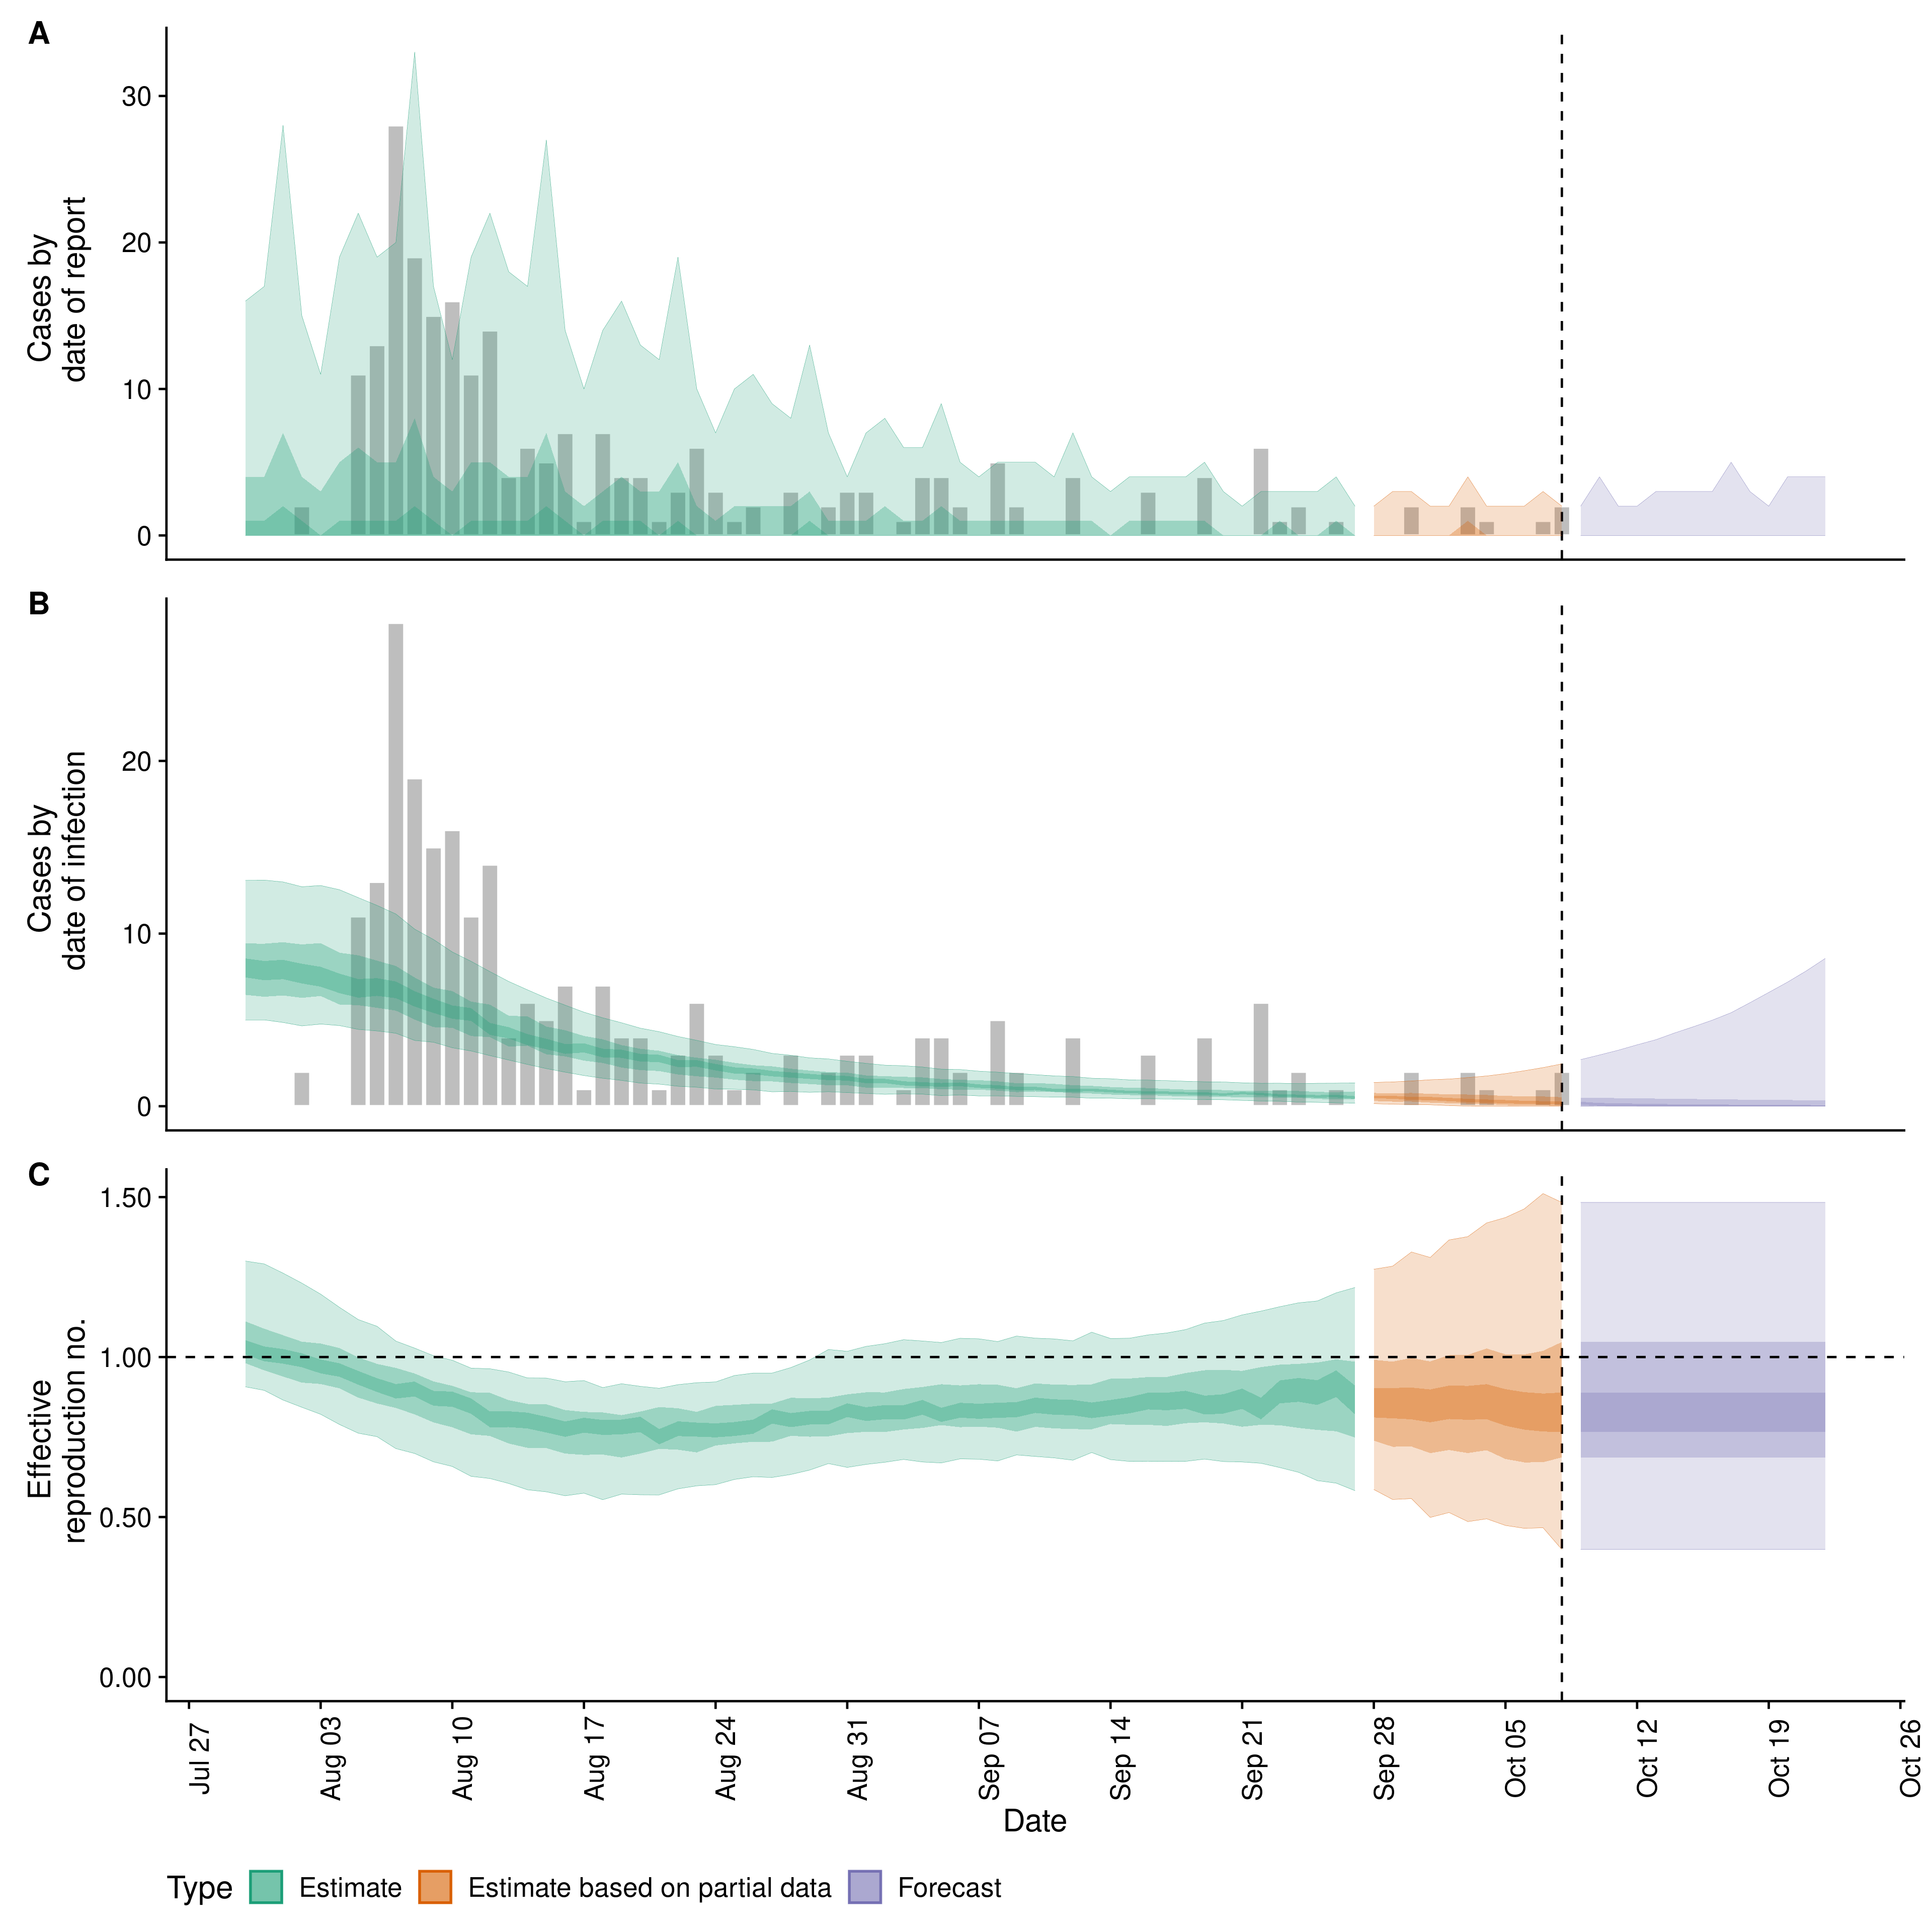 A
Cases by
date of report
30
20
10
0
B
Cases by
date of infection
20
10
0
C
Effective
reproduction no.
1.50
1.00
0.50
0.00
Jul 27
Aug 03
Aug 10
Aug 17
Aug 24
Aug 31
Sep 07
Sep 14
Sep 21
Sep 28
Oct 05
Oct 12
Oct 19
Oct 26
Date
Type Estimate Estimate based on partial data Forecast